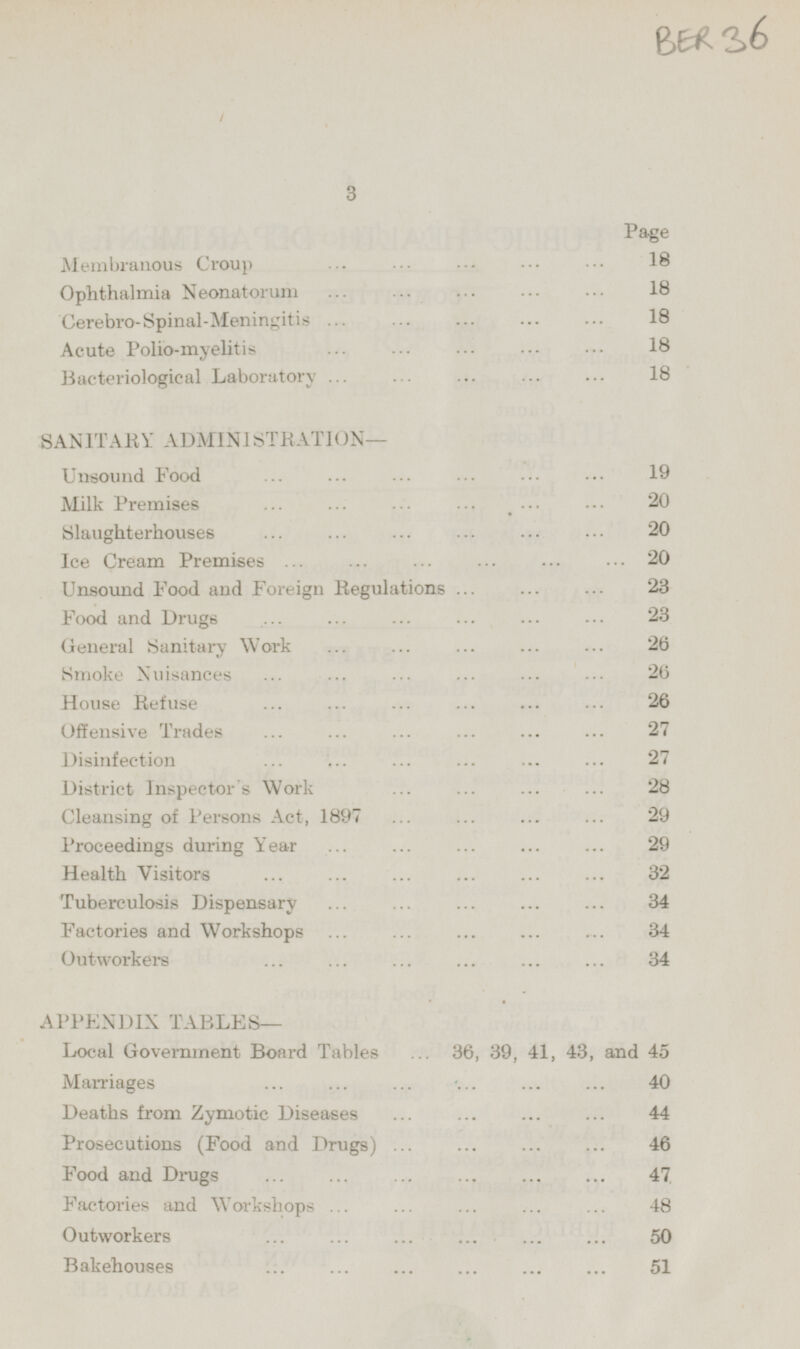 BER 36
3
Page
Membranous Croup ... ... ... ... ... 18
Ophthalmia Neonatorum ... ... ... ... ... 18
Cerebro-Spinal-Meningitis ... ... ... ... ... 18
Acute Polio-myelitis ... ... ... ... ... 18
Bacteriological Laboratory ... ... ... ... ... 18
SANITARY ADMINISTRATION—
Unsound Food ... ... ... ... ... ... 19
Milk Premises ... ... ... ... ... ... 20
Slaughterhouses ... ... ... ... ... ... 20
Ice Cream Premises ... ... ... ... ... ... 20
Unsound Food and Foreign Regulations ... ... ... 23
Food and Drugs ... ... ... ... ... ... 23
General Sanitary Work ... ... ... ... ... 26
Smoke Nuisances ... ... ... ... ... ... 26
House Refuse ... ... ... ... ... ... 26
Offensive Trades ... ... ... ... ... ... 27
Disinfection ... ... ... ... ... ... 27
District Inspector's Work ... ... ... ... 28
Cleansing of Persons Act, 1897 ... ... ... ... 29
Proceedings during Year ... ... ... ... ... 29
Health Visitors ... ... ... ... ... ... 32
Tuberculosis Dispensary ... ... ... ... ... 34
Factories and Workshops ... ... ... ... ... 34
Outworkers ... ... ... ... ... ... 34
APPENDIX TABLES—
Local Government Board Tables ... 36, 39, 41, 43, and 45
Marriages ... ... ... ... ... ... 40
Deaths from Zymotic Diseases ... ... ... ... 44
Prosecutions (Food and Drugs) ... ... ... ... 46
Food and Drugs ... ... ... ... ... ... 47
Factories and Workshops ... ... ... ... ... 48
Outworkers ... ... ... ... ... ... 50
Bakehouses ... ... ... ... ... ... 51